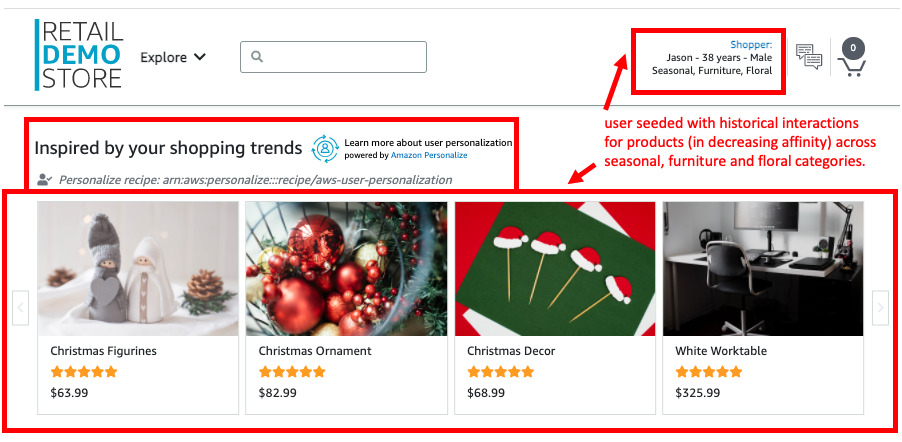 RETAIL
DEMO
STORE
Explore
Shopper:
Jason - 38 years - Male
Seasonal, Furniture, Floral
0
user seeded with historical interactions
for products (in decreasing affinity) across
seasonal, furniture and floral categories.
Inspired by your shopping trends
Learn more about user personalization
powered by Amazon Personalize
Personalize recipe: arn:aws:personalize:::recipe/aws-user-personalization
Christmas Figurines
$63.99
Christmas Ornament
$82.99
Christmas Decor
$68.99
White Worktable
$325.99